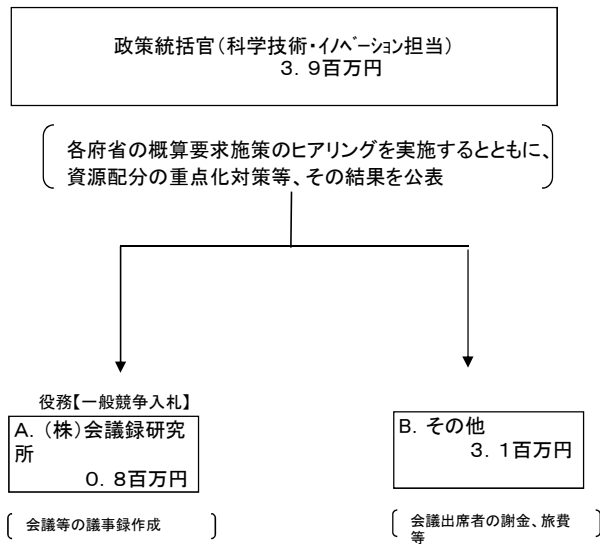 政策統括官（科学技術・ｲﾉﾍﾞｰｼｮﾝ担当）
３．９百万円
各府省の概算要求施策のヒアリングを実施するとともに、
資源配分の重点化対策等、その結果を公表
役務【一般競争入札】
A．（株）会議録研究
所
０．８百万円
会議等の議事録作成
B．その他
３．１百万円
会議出席者の謝金、旅費
等